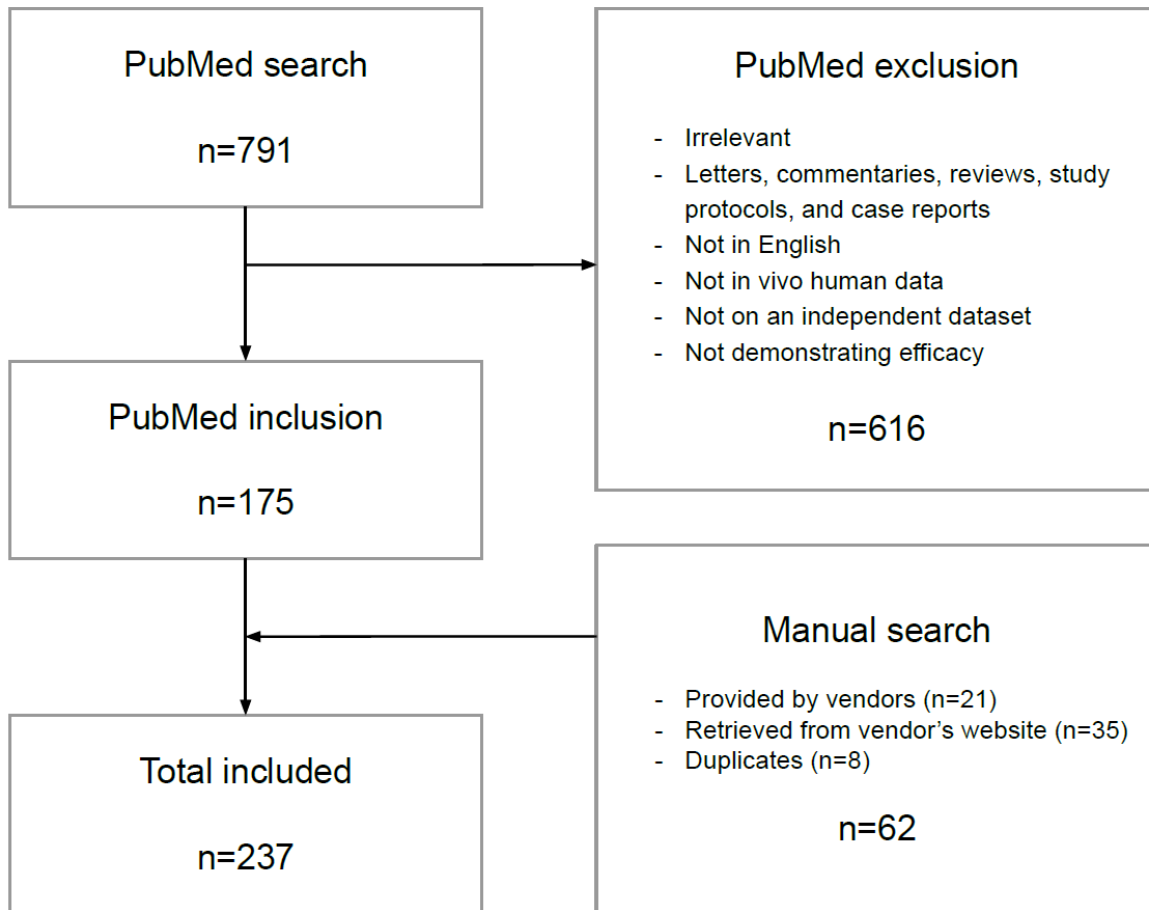 PubMed search
n=791
PubMed exclusion
- Irrelevant
- Letters, commentaries, reviews, study
protocols, and case reports
- Not in English
- Not in vivo human data
- Not on an independent dataset
- Not demonstrating efficacy
n=616
PubMed inclusion
n=175
Manual search
- Provided by vendors (n=21)
- Retrieved from vendor’s website (n=35)
- Duplicates (n=8)
n=62
Total included
n=237